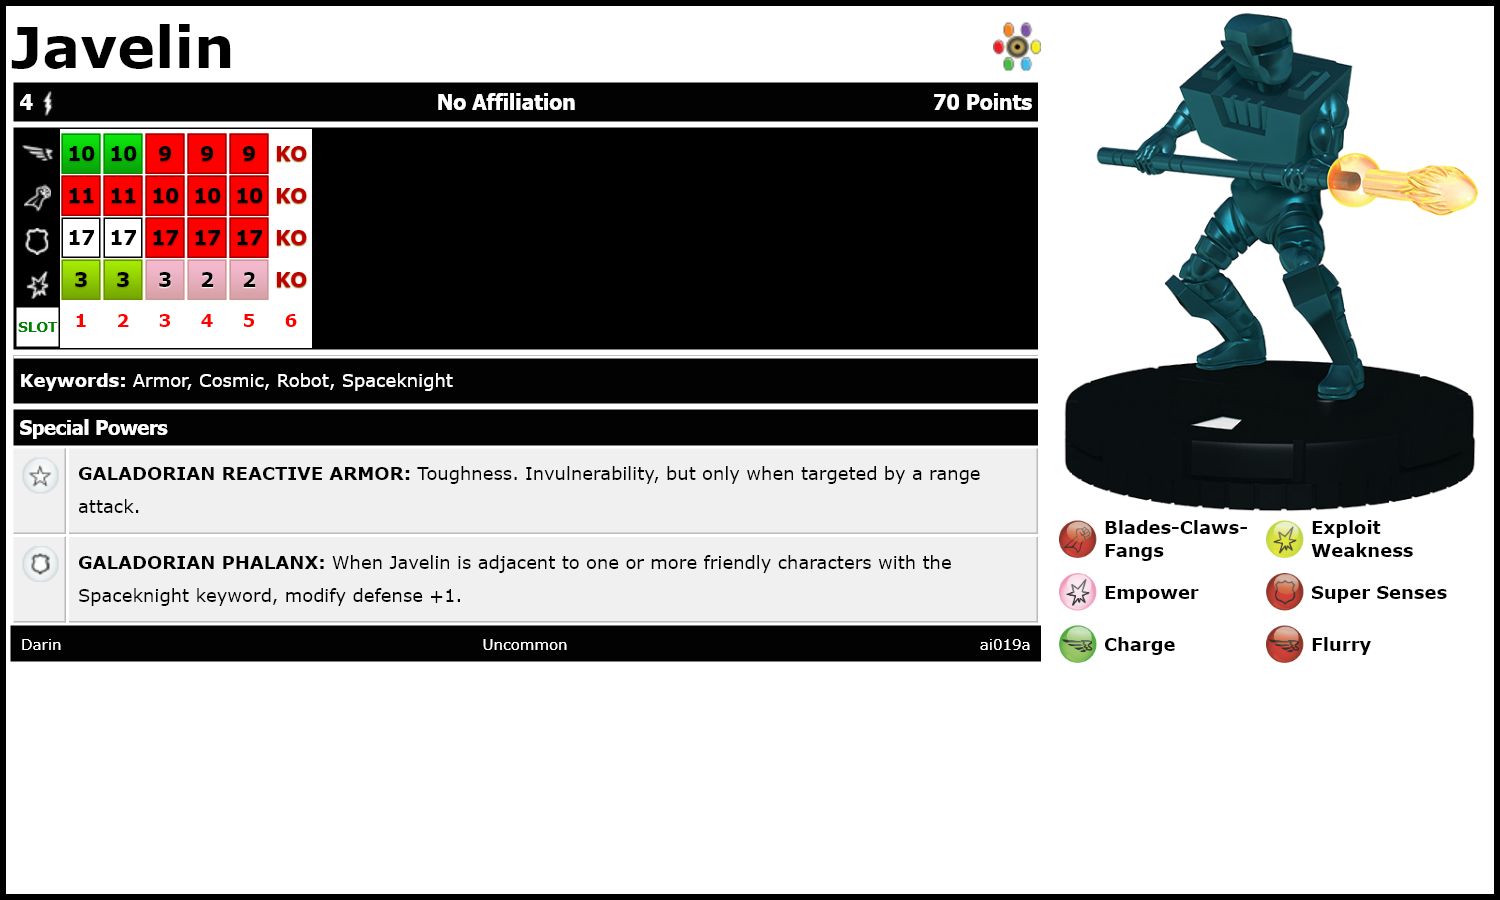 Javelin
4 No Affiliation 70 Points
10 10 9 9 9 KO
11 11 10 10 10 KO
17 17 17 17 17 KO
3 3 3 2 2 KO
SLOT 1 2 3 4 5 6
Keywords: Armor, Cosmic, Robot, Spaceknight
Special Powers
GALADORIAN REACTIVE ARMOR: Toughness. Invulnerability, but only when targeted by a range
attack.
GALADORIAN PHALANX: When Javelin is adjacent to one or more friendly characters with the
Spaceknight keyword, modify defense +1.
Darin Uncommon ai019a
Blades-Claws-
Fangs
Exploit
Weakness
Empower
Super Senses
Charge
Flurry